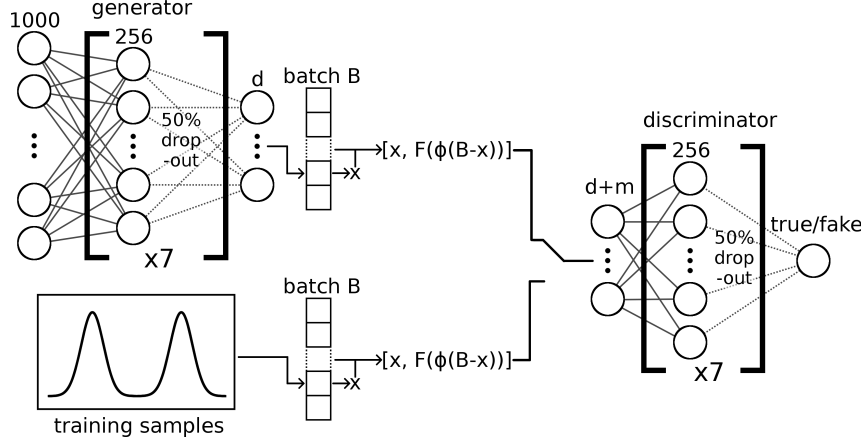 generator
1000
256
d
50%
drop
-out
x7
batch B
x
[x, F(ϕ(B-x))]
training samples
batch B
x
[x, F(ϕ(B-x))]
discriminator
d+m
256
50%
drop
-out
x7
true/fake